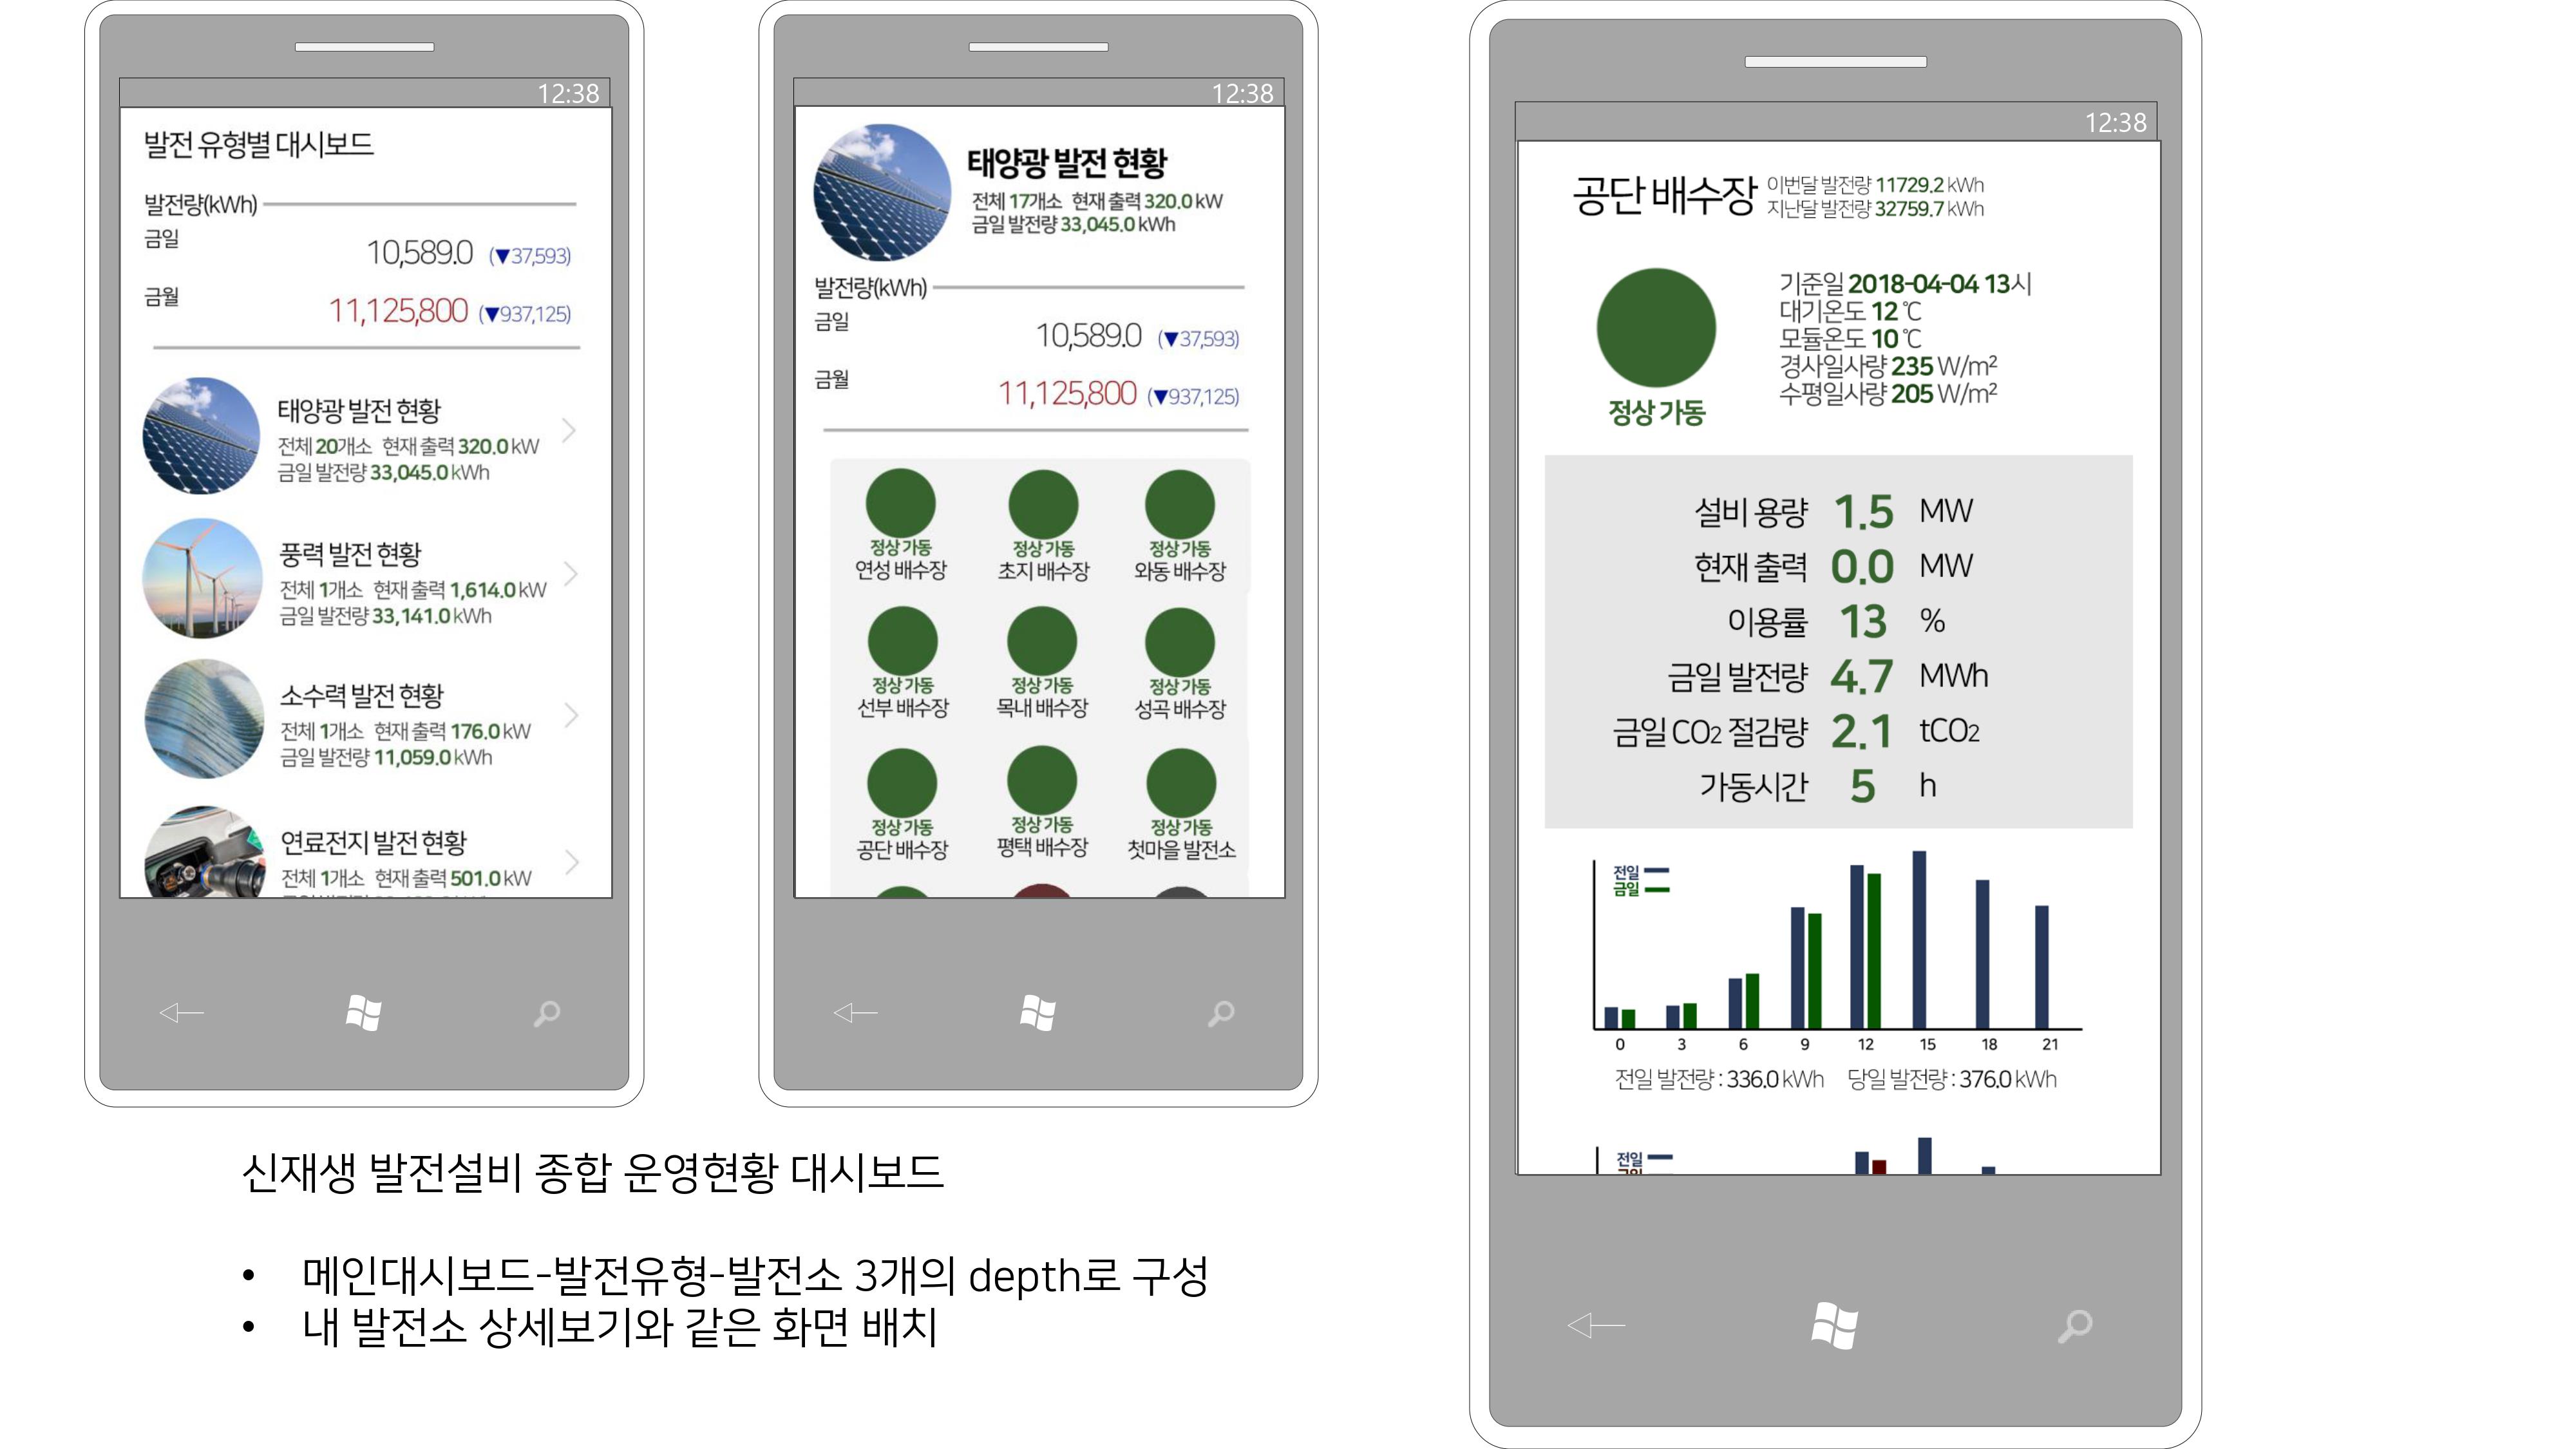 12:38
발전 유형별 대시보드
발전량(kWh)
금일
10,589.0 (▼37,593)
금월
11,125,800 (▼937,125)
태양광 발전 현황
전체 20개소 현재 출력 320.0 kW
금일 발전량 33,045.0 kWh
풍력 발전 현황
전체 1개소 현재 출력 1,614.0 kW
금일 발전량 33,141.0 kWh
소수력 발전 현황
전체 1개소 현재 출력 176.0 kW
금일 발전량 11,059.0 kWh
연료전지 발전 현황
전체 1개소 현재 출력 501.0 kW
12:38
태양광 발전 현황
전체 17개소 현재 출력 320.0 kW
금일 발전량 33,045.0 kWh
발전량(kWh)
금일
10,589.0 (▼37,593)
금월
11,125,800 (▼937,125)
정상 가동 정상 가동 정상 가동
연성 배수장 초지 배수장 와동 배수장
정상 가동 정상 가동 정상 가동
선부 배수장 목내 배수장 성곡 배수장
정상 가동 정상 가동 정상 가동
공단 배수장 평택 배수장 첫마을 발전소
12:38
공단 배수장
이번달 발전량 11729.2 kWh
지난달 발전량 32759.7 kWh
정상 가동
기준일 2018-04-04 13시
대기온도 12 ℃
모듈온도 10 ℃
경사일사량 235 W/m²
수평일사량 205 W/m²
설비 용량 1.5 MW
현재 출력 0.0 MW
이용률 13 %
금일 발전량 4.7 MWh
금일 CO2 절감량 2.1 tCO2
가동시간 5 h
전일
금일
0 3 6 9 12 15 18 21
전일 발전량 : 336.0 kWh 당일 발전량 : 376.0 kWh
전일
신재생 발전설비 종합 운영현황 대시보드
• 메인대시보드-발전유형-발전소 3개의 depth로 구성
• 내 발전소 상세보기와 같은 화면 배치